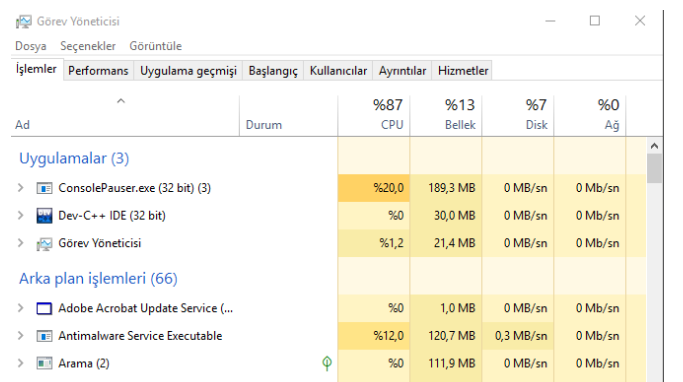 Görev Yöneticisi
Dosya Seçenekler Görüntüle
İşlemler Performans Uygulama geçmişi Başlangıç Kullanıcılar Ayrıntılar Hizmetler
%87 %13 %7 %0
Ad Durum CPU Bellek Disk Ağ
Uygulamalar (3)
ConsolePauser.exe (32 bit) (3) %20,0 189,3 MB 0 MB/sn 0 Mb/sn
Dev-C++ IDE (32 bit) %0 30,0 MB 0 MB/sn 0 Mb/sn
Görev Yöneticisi %1,2 21,4 MB 0 MB/sn 0 Mb/sn
Arka plan işlemleri (66)
Adobe Acrobat Update Service (... %0 1,0 MB 0 MB/sn 0 Mb/sn
Antimalware Service Executable %12,0 120,7 MB 0,3 MB/sn 0 Mb/sn
Arama (2) %0 111,9 MB 0 MB/sn 0 Mb/sn